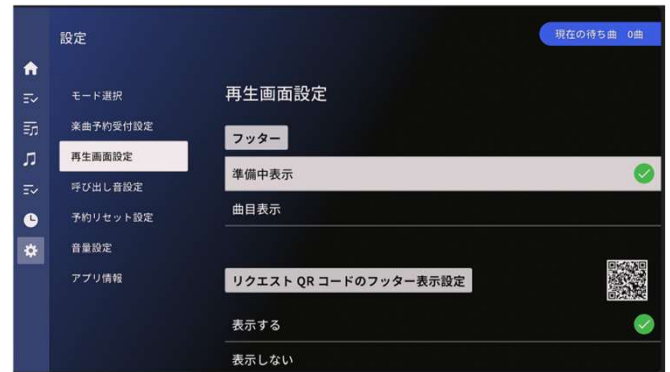 設定
現在の待ち曲 0曲
モード選択
楽曲予約受付設定
再生画面設定
呼び出し音設定
予約リセット設定
音量設定
アプリ情報
再生画面設定
フッター
準備中表示
曲目表示
リクエスト QR コードのフッター表示設定
表示する
表示しない